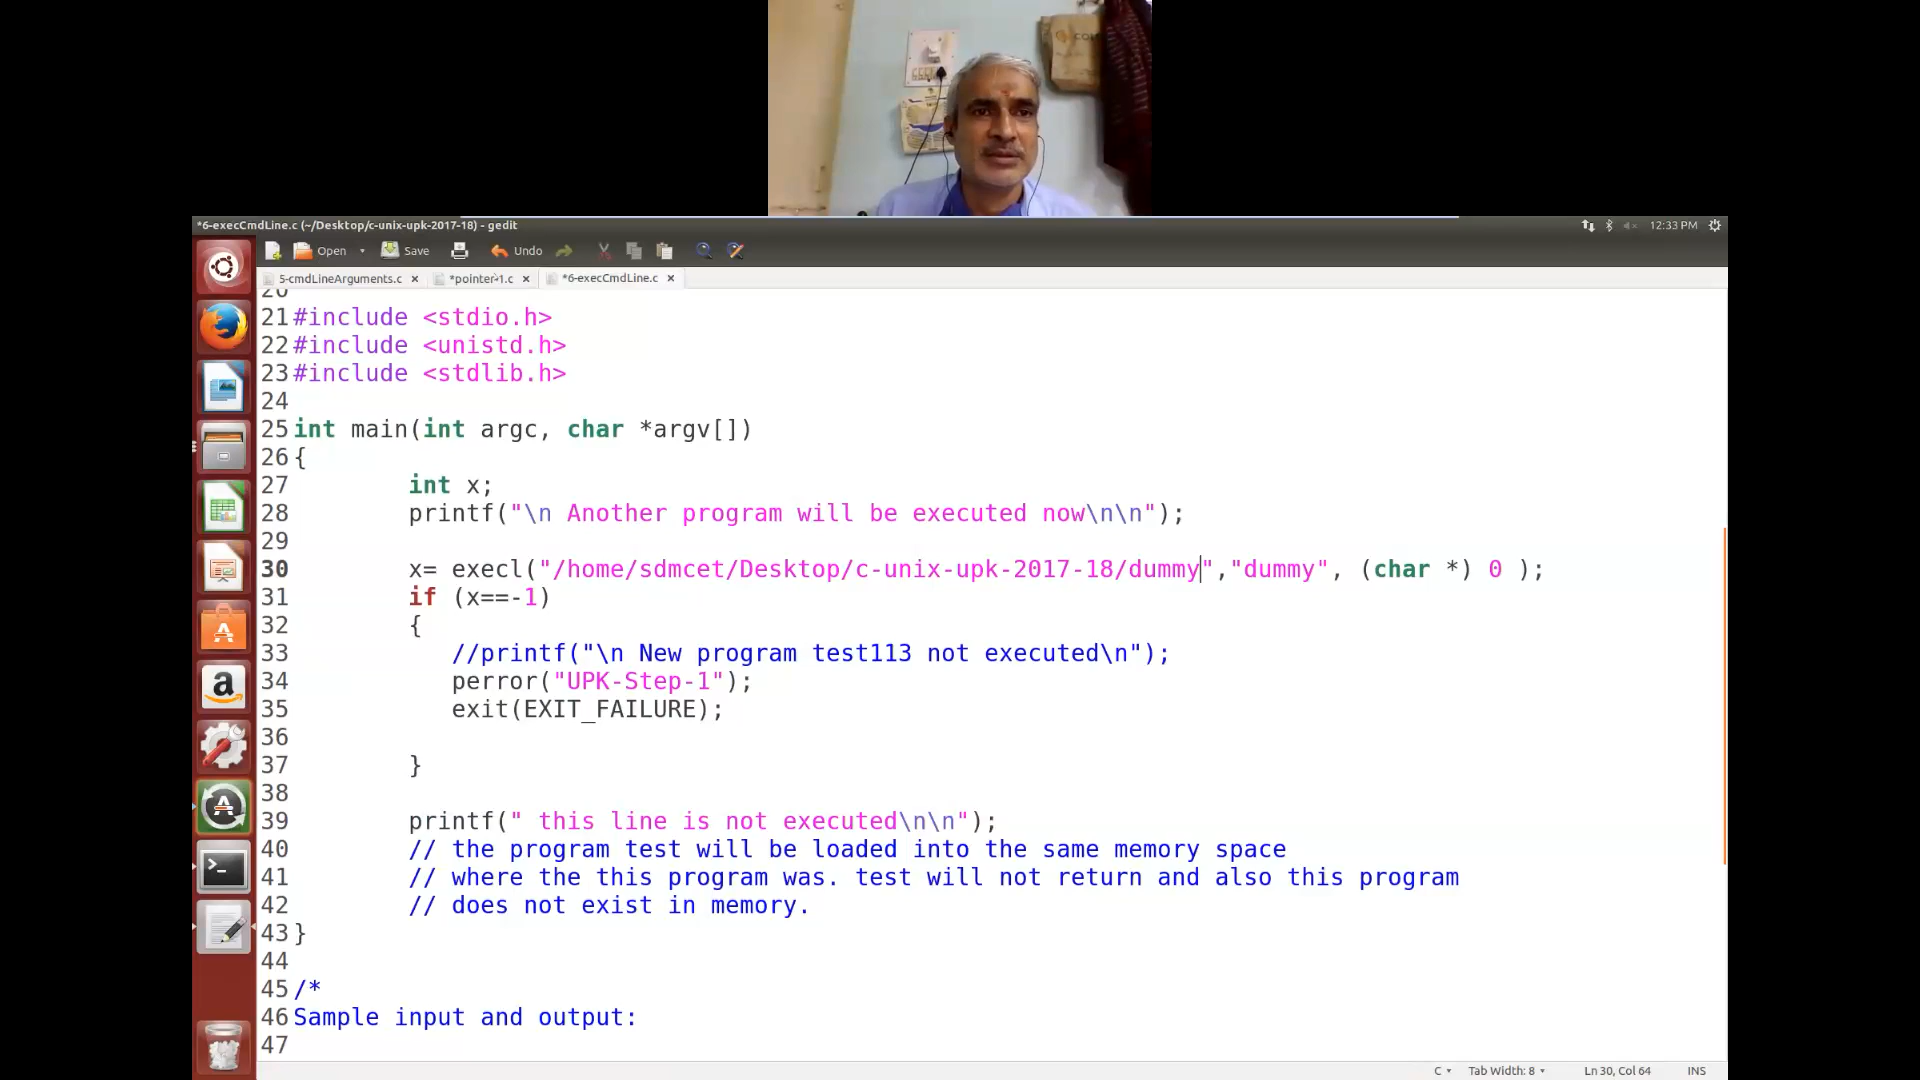 *6-execCmdLine.c (~/Desktop/c-unix-upk-2017-18) - gedit
12:33 PM
Open
Save
Undo
5-cmdLineArguments.c
*pointer-1.c
*6-execCmdLine.c
20
21 #include <stdio.h>
22 #include <unistd.h>
23 #include <stdlib.h>
24
25 int main(int argc, char *argv[])
26 {
27 int x;
28 printf("\n Another program will be executed now\n\n");
29
30 x= execl("/home/sdmcet/Desktop/c-unix-upk-2017-18/dummy","dummy", (char *) 0 );
31 if (x==-1)
32 {
33 //printf("\n New program test113 not executed\n");
34 perror("UPK-Step-1");
35 exit(EXIT_FAILURE);
36
37 }
38
39 printf(" this line is not executed\n\n");
40 // the program test will be loaded into the same memory space
41 // where the this program was. test will not return and also this program
42 // does not exist in memory.
43 }
44
45 /*
46 Sample input and output:
47
C Tab Width: 8 Ln 30, Col 64 INS